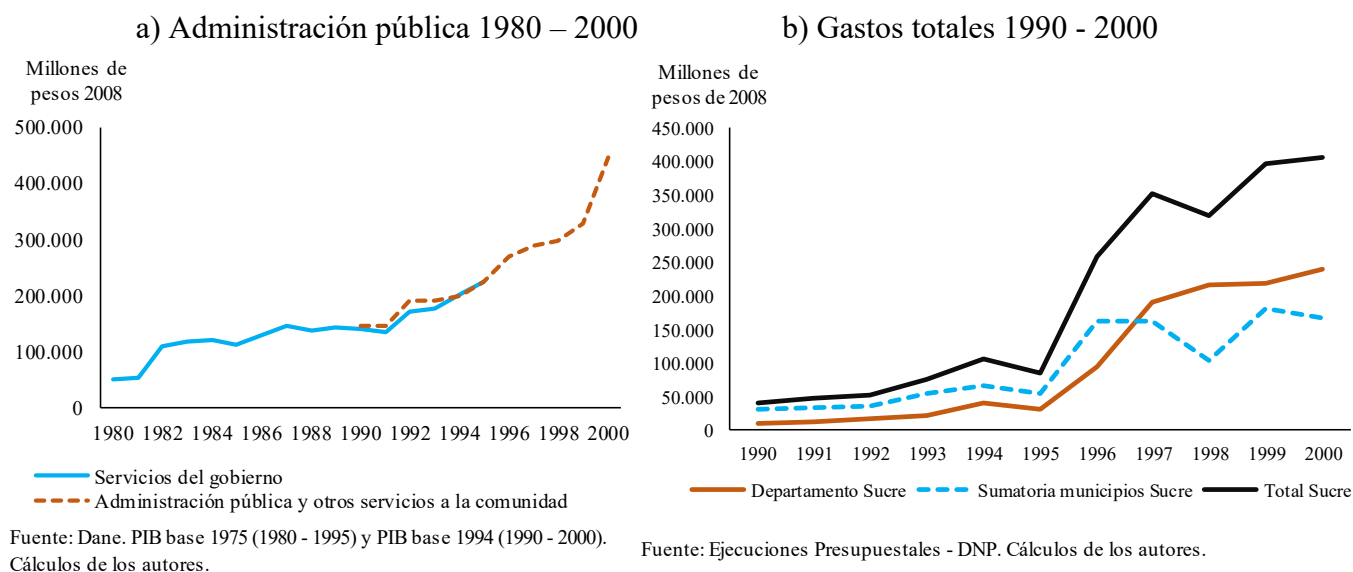 a) Administración pública 1980 – 2000
Millones de
pesos 2008
500.000
400.000
300.000
200.000
100.000
0
1980 1982 1984 1986 1988 1990 1992 1994 1996 1998 2000
Servicios del gobierno
Administración pública y otros servicios a la comunidad
Fuente: Dane. PIB base 1975 (1980 - 1995) y PIB base 1994 (1990 - 2000).
Cálculos de los autores.
b) Gastos totales 1990 - 2000
Millones de
pesos de 2008
450.000
400.000
350.000
300.000
250.000
200.000
150.000
100.000
50.000
0
1990 1991 1992 1993 1994 1995 1996 1997 1998 1999 2000
Departamento Sucre Sumatoria municipios Sucre Total Sucre
Fuente: Ejecuciones Presupuestales - DNP. Cálculos de los autores.